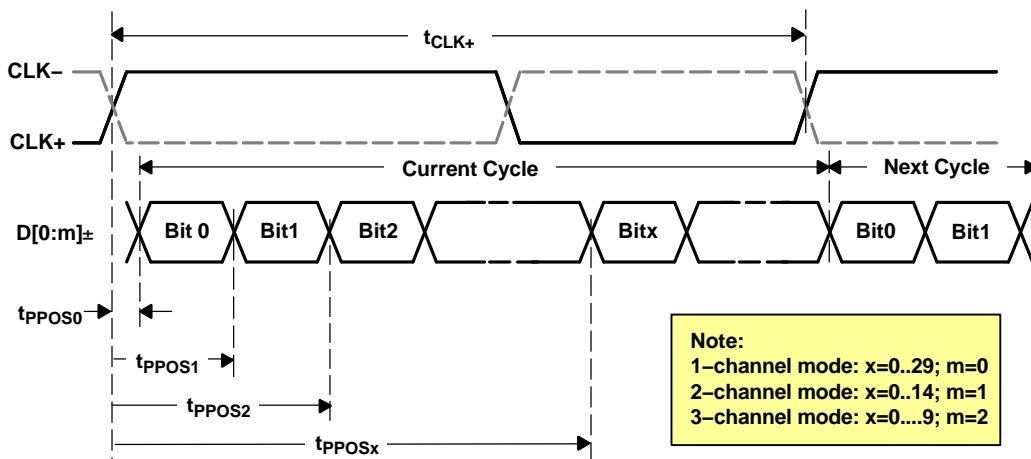 tCLK+
CLK–
CLK+
Current Cycle
Next Cycle
D[0:m]±
Bit 0
Bit1
Bit2
Bitx
Bit0
Bit1
tPPOS0
tPPOS1
tPPOS2
tPPOSx
Note:
1–channel mode: x=0..29; m=0
2–channel mode: x=0..14; m=1
3–channel mode: x=0....9; m=2